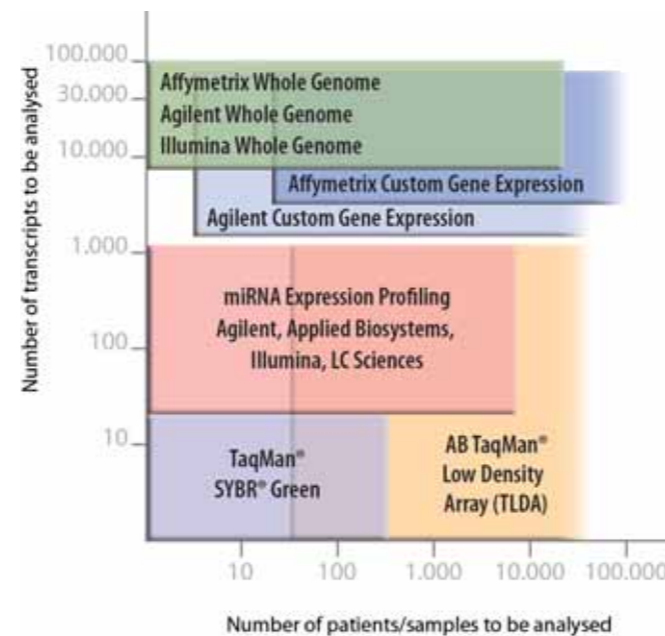 Number of transcripts to be analysed
100.000
30.000
10.000
1,000
100
10
Affymetrix Whole Genome
Agilent Whole Genome
Illumina Whole Genome
Affymetrix Custom Gene Expression
Agilent Custom Gene Expression
miRNA Expression Profiling
Agilent, Applied Biosystems,
Illumina, LC Sciences
TaqMan®
SYBR® Green
AB TaqMan®
Low Density
Array (TLDA)
10
100
1.000
10.000
100.000
Number of patients/samples to be analysed